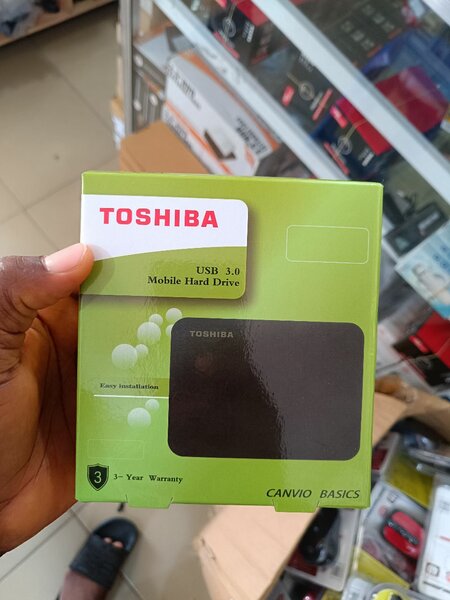 TOSHIBA
USB 3.0
Mobile Hard Drive
TOSHIBA
Easy installation
3
3- Year Warranty
CANVIO BASICS